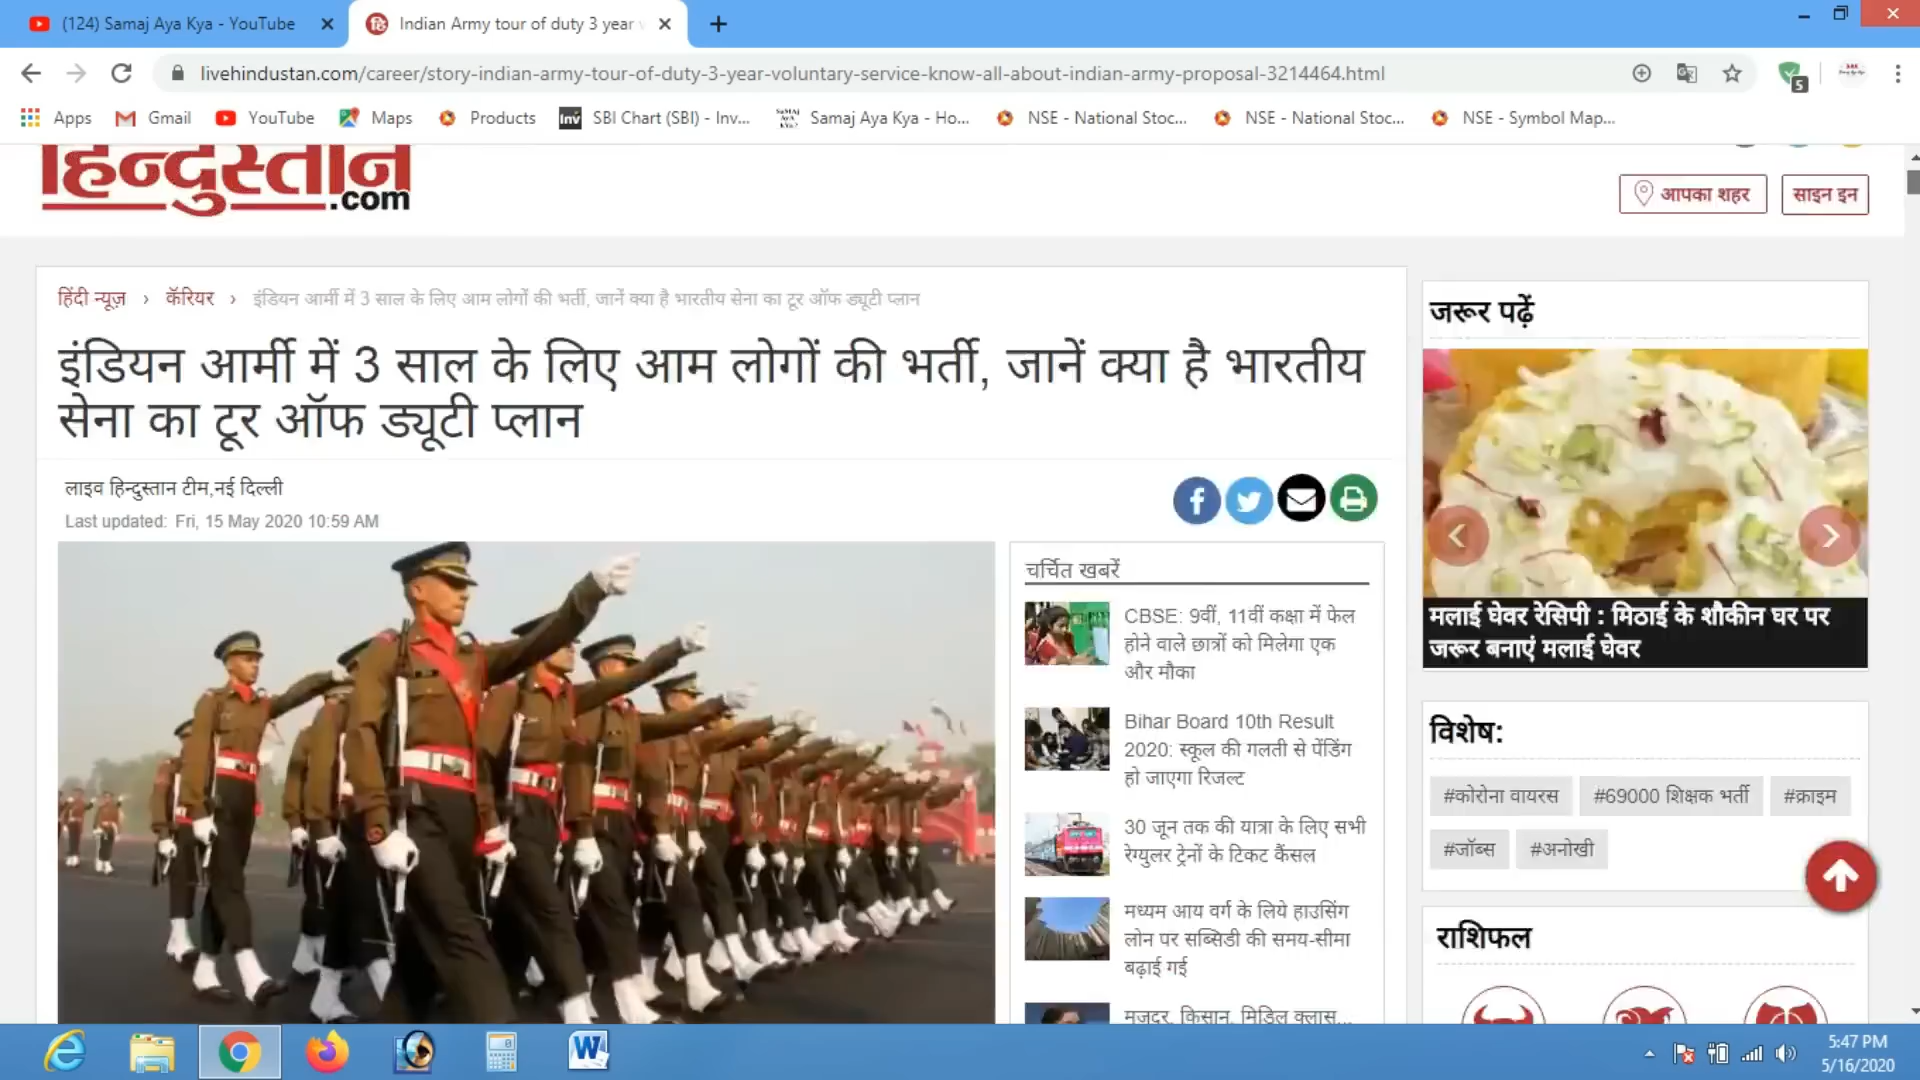 (124) Samaj Aya Kya - YouTube
Indian Army tour of duty 3 year
livehindustan.com/career/story-indian-army-tour-of-duty-3-year-voluntary-service-know-all-about-indian-army-proposal-3214464.html
5
Apps
Gmail
YouTube
Maps
Products
Inv
SBI Chart (SBI) - Inv...
Samaj Aya Kya - Ho...
NSE - National Stoc...
NSE - National Stoc...
NSE - Symbol Map...
हिन्दुस्तान
.com
आपका शहर
साइन इन
हिंदी न्यूज़ › कॅरियर › इंडियन आर्मी में 3 साल के लिए आम लोगों की भर्ती, जानें क्या है भारतीय सेना का टूर ऑफ ड्यूटी प्लान
इंडियन आर्मी में 3 साल के लिए आम लोगों की भर्ती, जानें क्या है भारतीय
सेना का टूर ऑफ ड्यूटी प्लान
लाइव हिन्दुस्तान टीम,नई दिल्ली
Last updated: Fri, 15 May 2020 10:59 AM
चर्चित खबरें
CBSE: 9वीं, 11वीं कक्षा में फेल
होने वाले छात्रों को मिलेगा एक
और मौका
Bihar Board 10th Result
2020: स्कूल की गलती से पेंडिंग
हो जाएगा रिजल्ट
30 जून तक की यात्रा के लिए सभी
रेग्युलर ट्रेनों के टिकट कैंसल
मध्यम आय वर्ग के लिये हाउसिंग
लोन पर सब्सिडी की समय-सीमा
बढ़ाई गई
मजदूर, किसान, मिडिल क्लास...
जरूर पढ़ें
मलाई घेवर रेसिपी : मिठाई के शौकीन घर पर
जरूर बनाएं मलाई घेवर
विशेष:
#कोरोना वायरस
#69000 शिक्षक भर्ती
#क्राइम
#जॉब्स
#अनोखी
राशिफल
5:47 PM
5/16/2020